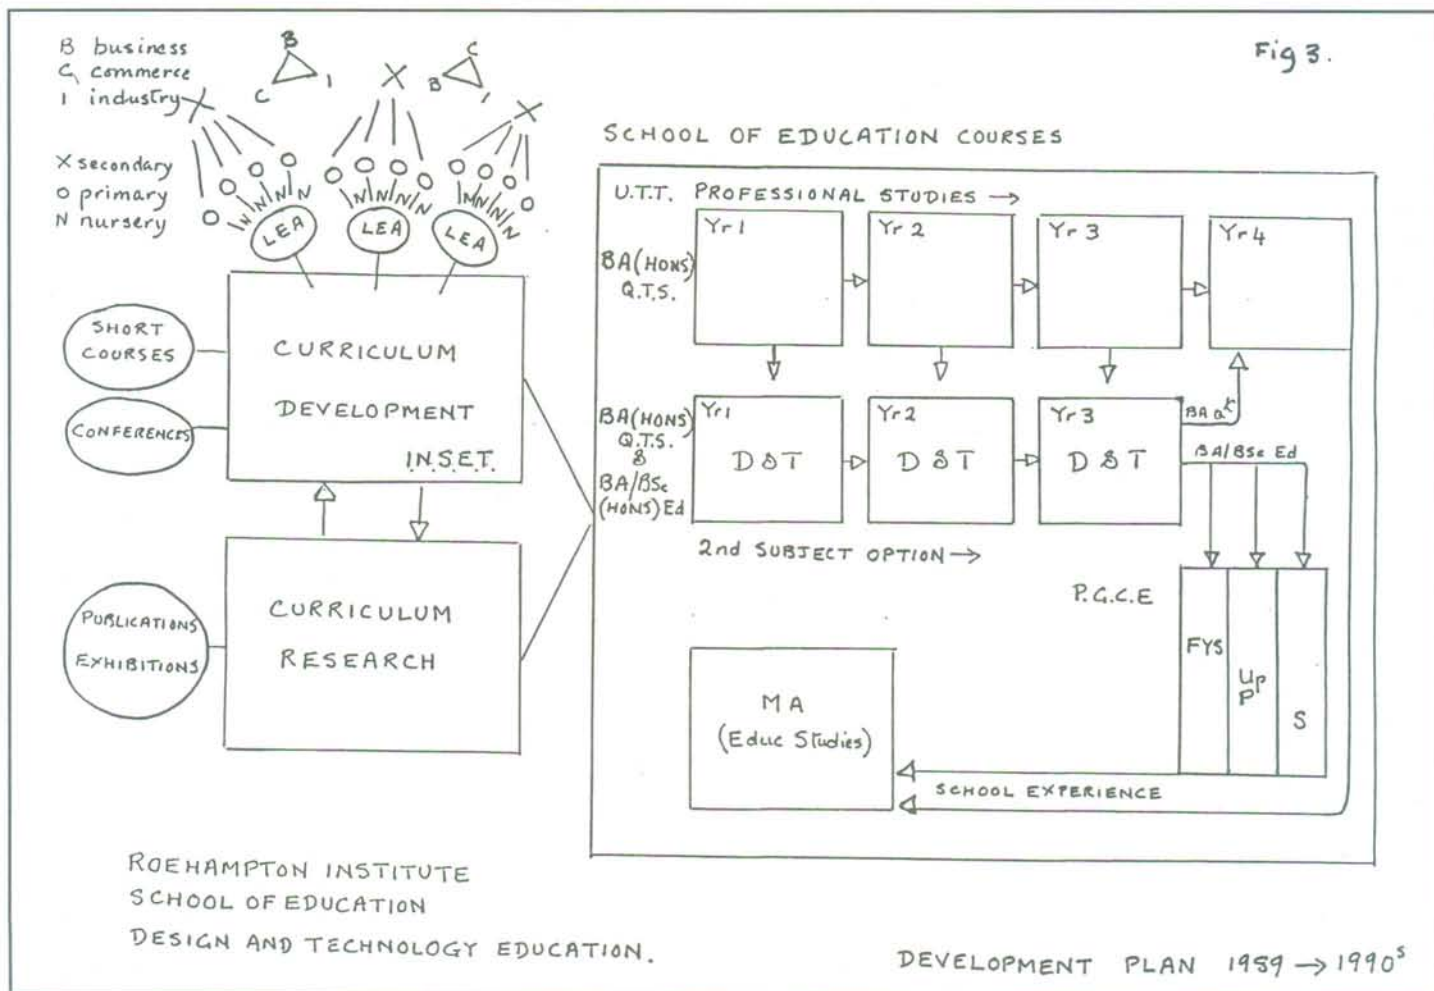 Fig 3.
B business
C commerce
I industry
B
C
I
C
B
I
X secondary
O primary
N nursery
X
X
X
O O O O
O O O O
O O O O
N N N N N
N N N N
N M N N N
LEA
LEA
LEA
SHORT
COURSES
CONFERENCES
CURRICULUM
DEVELOPMENT
I.N.S.E.T.
PUBLICATIONS
EXHIBITIONS
CURRICULUM
RESEARCH
SCHOOL OF EDUCATION COURSES
U.T.T. PROFESSIONAL STUDIES →
BA (HONS)
Q.T.S.
Yr 1
Yr 2
Yr 3
Yr 4
BA (HONS)
Q.T.S.
&
BA/BSc
(HONS) Ed
Yr 1
D & T
Yr 2
D & T
Yr 3
D & T
BA
BA/BSc Ed
2nd SUBJECT OPTION →
P.G.C.E
FYS
UP
P
S
MA
(Educ Studies)
SCHOOL EXPERIENCE
ROEHAMPTON INSTITUTE
SCHOOL OF EDUCATION
DESIGN AND TECHNOLOGY EDUCATION.
DEVELOPMENT PLAN 1989 → 1990s